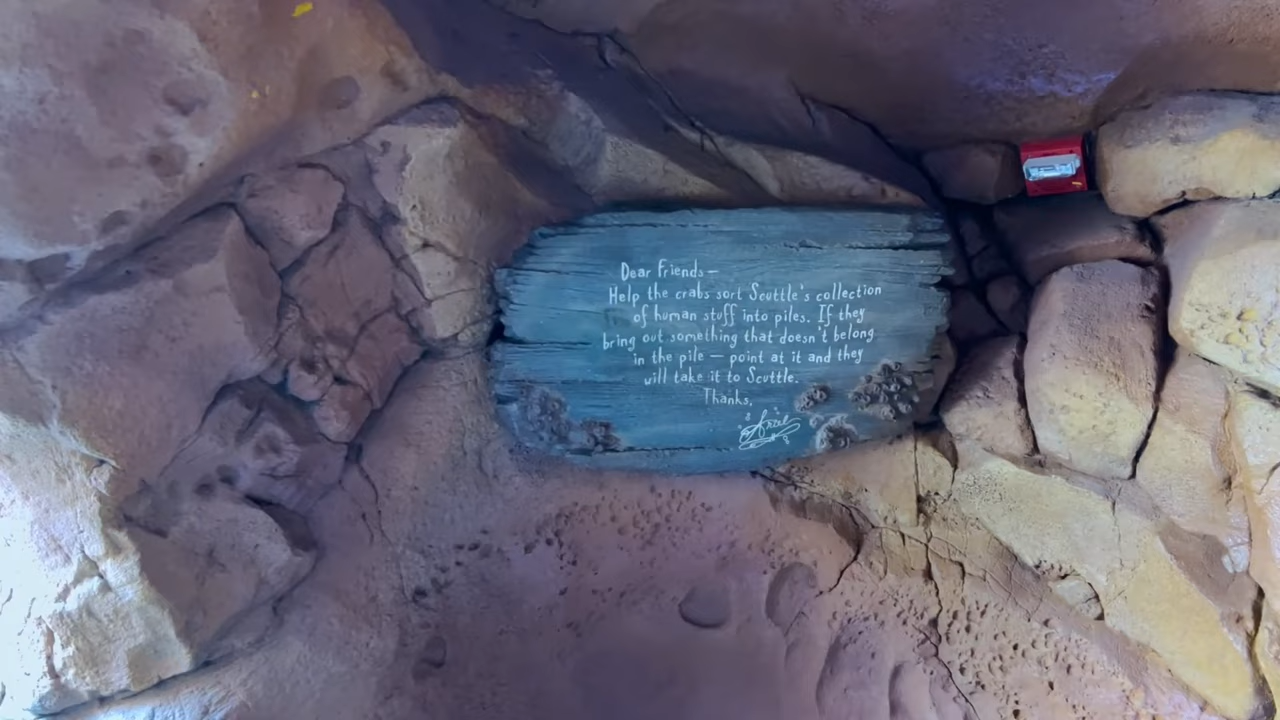 Dear Friends —
Help the crabs sort Scuttle's collection
of human stuff into piles. If they
bring out something that doesn't belong
in the pile — point at it and they
will take it to Scuttle.
Thanks,
Ariel